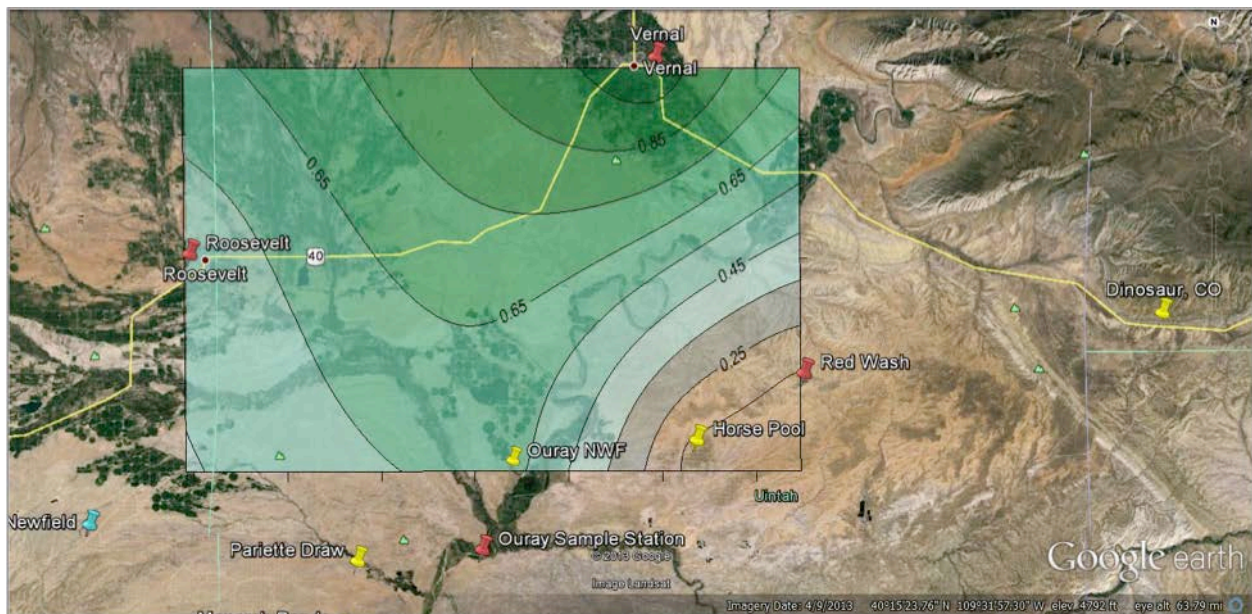 Vernal
N
Vernal
0.85
0.65
0.65
Roosevelt
40
0.45
Roosevelt
Dinosaur, CO
0.65
0.25
Red Wash
Horse Pool
Ouray NWF
Uintah
Newfield
Ouray Sample Station
Pariette Draw
© 2013 Google
Google earth
Image Landsat
Imagery Date: 4/9/2013 40°15'23.76" N 109°31'57.30" W elev 4792 ft eye alt 63.79 mi